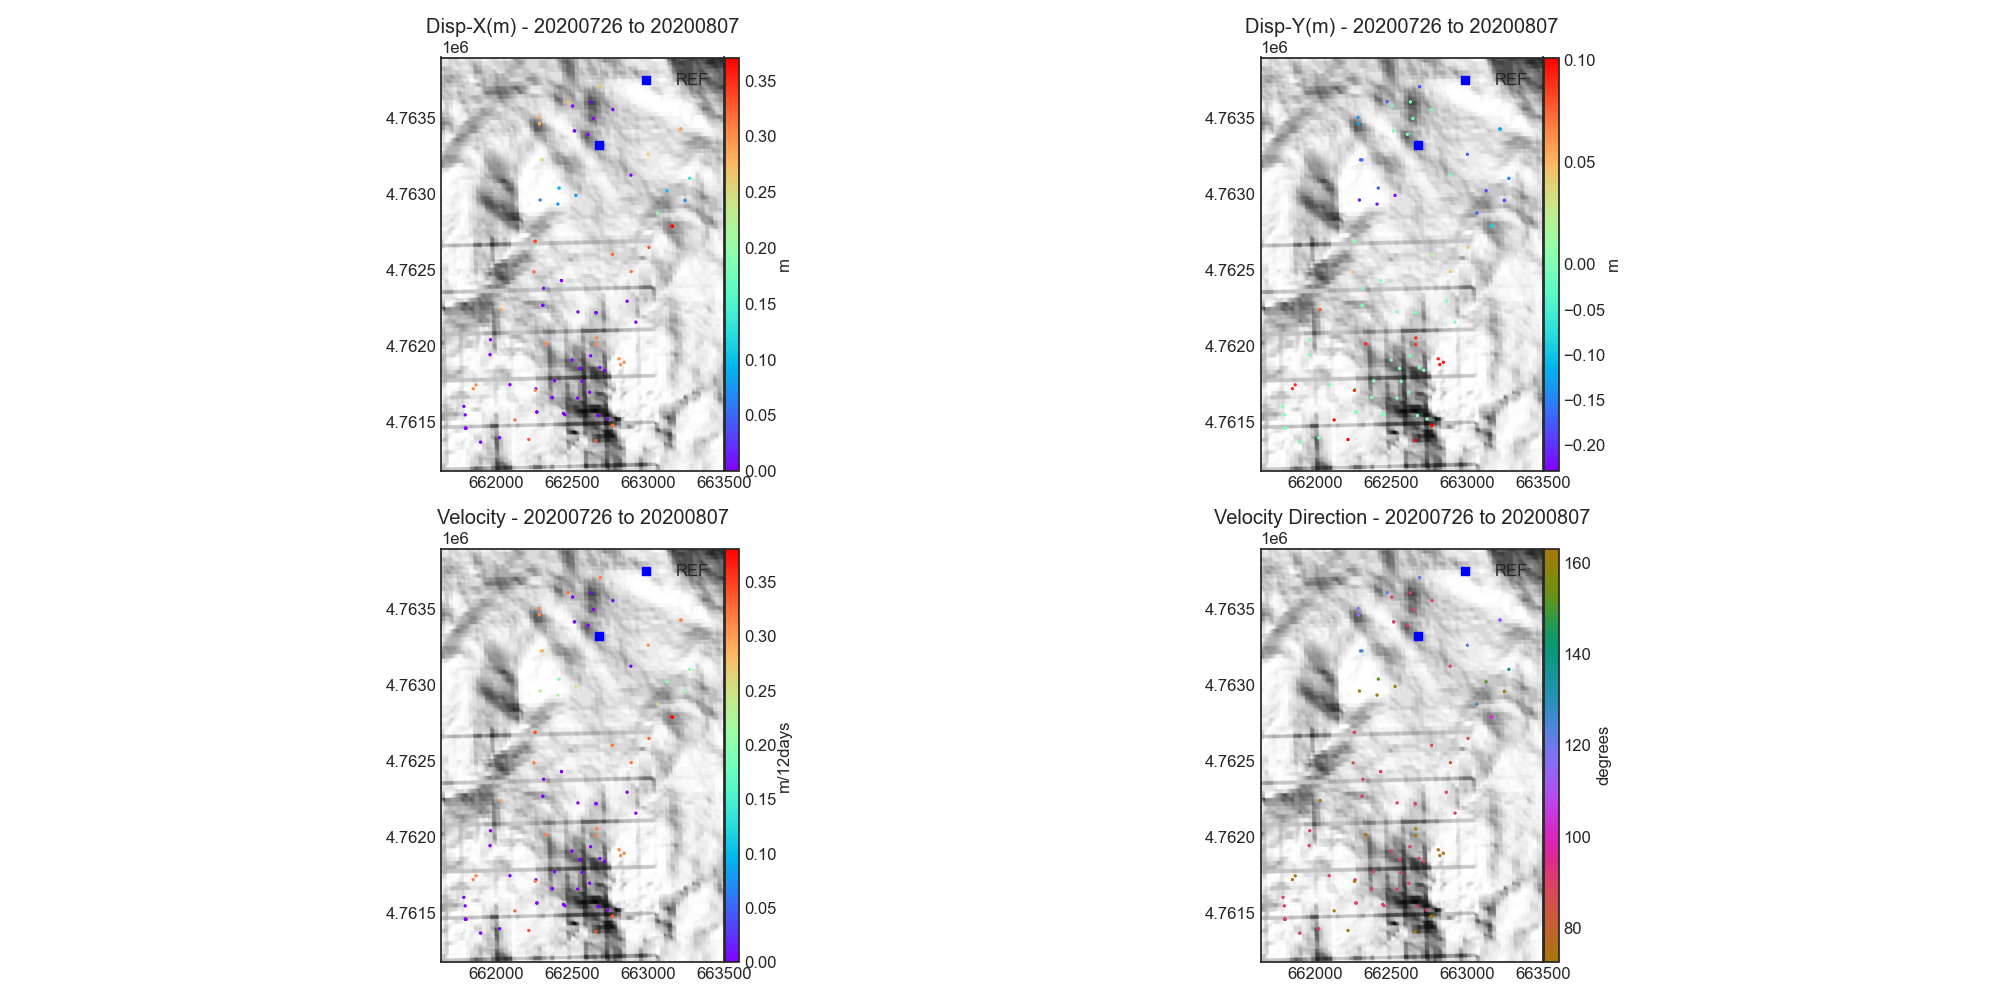 Disp-X(m) - 20200726 to 20200807
1e6
REF
4.7635
4.7630
4.7625
4.7620
4.7615
662000 662500 663000 663500
0.35
0.30
0.25
0.20
0.15
0.10
0.05
0.00
m
Disp-Y(m) - 20200726 to 20200807
1e6
REF
4.7635
4.7630
4.7625
4.7620
4.7615
662000 662500 663000 663500
0.10
0.05
0.00
−0.05
−0.10
−0.15
−0.20
m
Velocity - 20200726 to 20200807
1e6
REF
4.7635
4.7630
4.7625
4.7620
4.7615
662000 662500 663000 663500
0.35
0.30
0.25
0.20
0.15
0.10
0.05
0.00
m/12days
Velocity Direction - 20200726 to 20200807
1e6
REF
4.7635
4.7630
4.7625
4.7620
4.7615
662000 662500 663000 663500
160
140
120
100
80
degrees